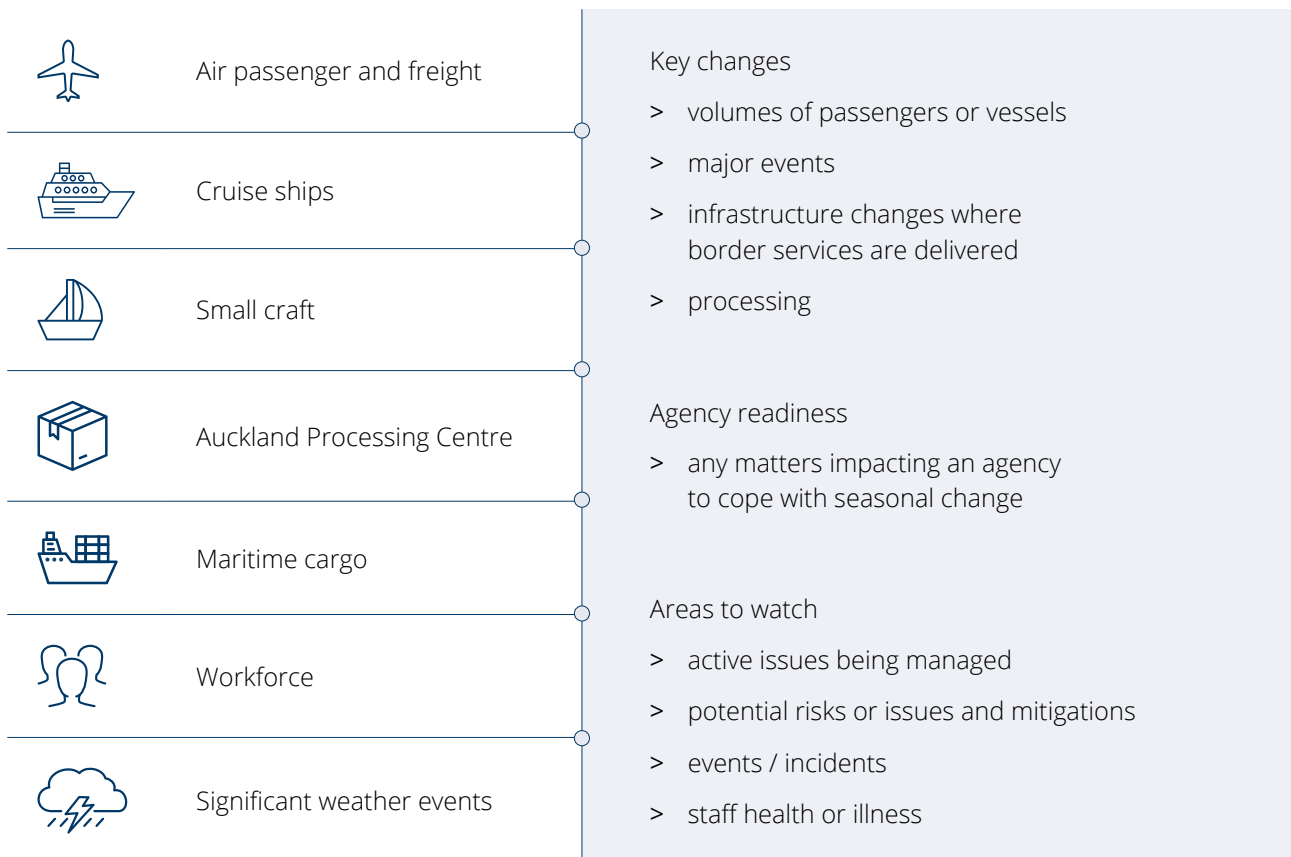 Air passenger and freight
Cruise ships
Small craft
Auckland Processing Centre
Maritime cargo
Workforce
Significant weather events
Key changes
> volumes of passengers or vessels
> major events
> infrastructure changes where
border services are delivered
> processing
Agency readiness
> any matters impacting an agency
to cope with seasonal change
Areas to watch
> active issues being managed
> potential risks or issues and mitigations
> events / incidents
> staff health or illness